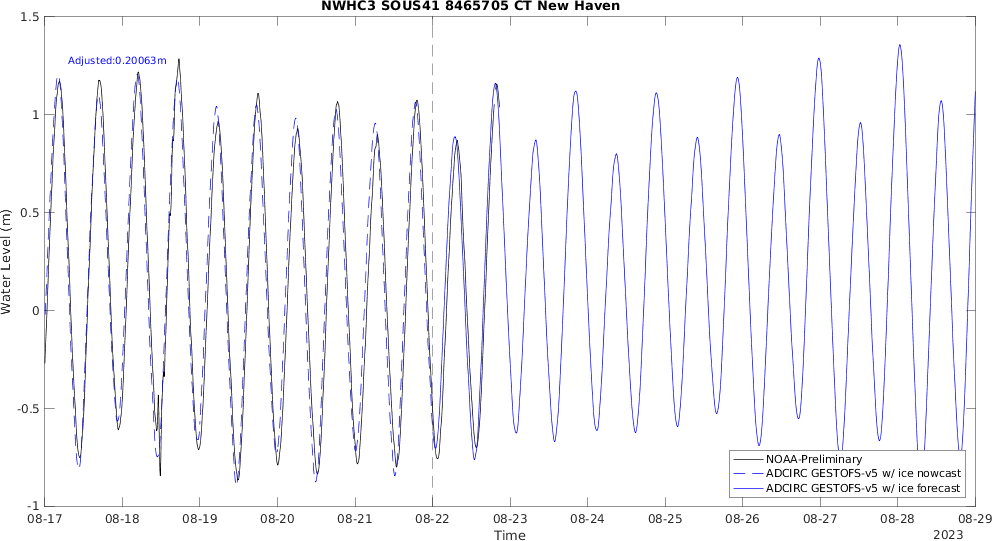 NWHC3 SOUS41 8465705 CT New Haven
Adjusted:0.20063m
Water Level (m)
1.5
1
0.5
0
-0.5
-1
NOAA-Preliminary
ADCIRC GESTOFS-v5 w/ ice nowcast
ADCIRC GESTOFS-v5 w/ ice forecast
08-17 08-18 08-19 08-20 08-21 08-22 08-23 08-24 08-25 08-26 08-27 08-28 08-29
Time
2023